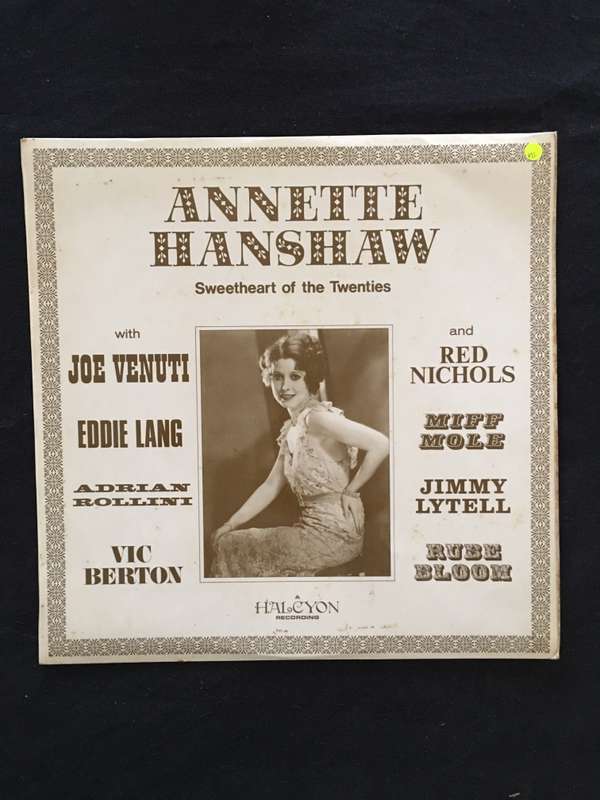 ANNETTE
HANSHAW
Sweetheart of the Twenties
with
JOE VENUTI
EDDIE LANG
ADRIAN
ROLLINI
VIC
BERTON
and
RED
NICHOLS
MIFF
MOLE
JIMMY
LYTELL
RUBE
BLOOM
A
HALCYON
RECORDING